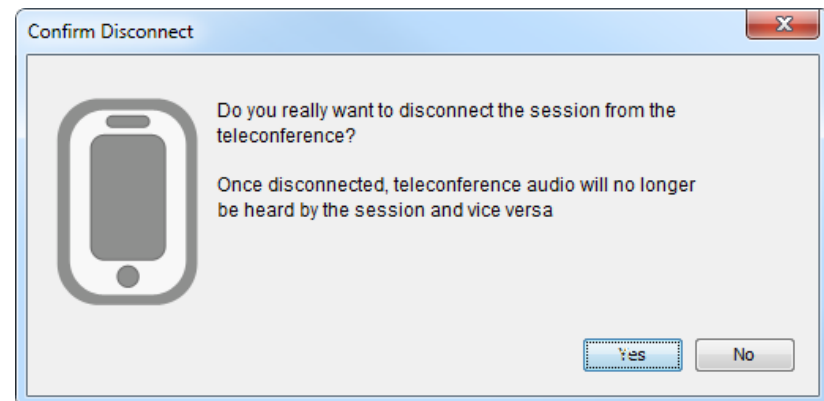 Confirm Disconnect
Do you really want to disconnect the session from the
teleconference?
Once disconnected, teleconference audio will no longer
be heard by the session and vice versa
Yes
No